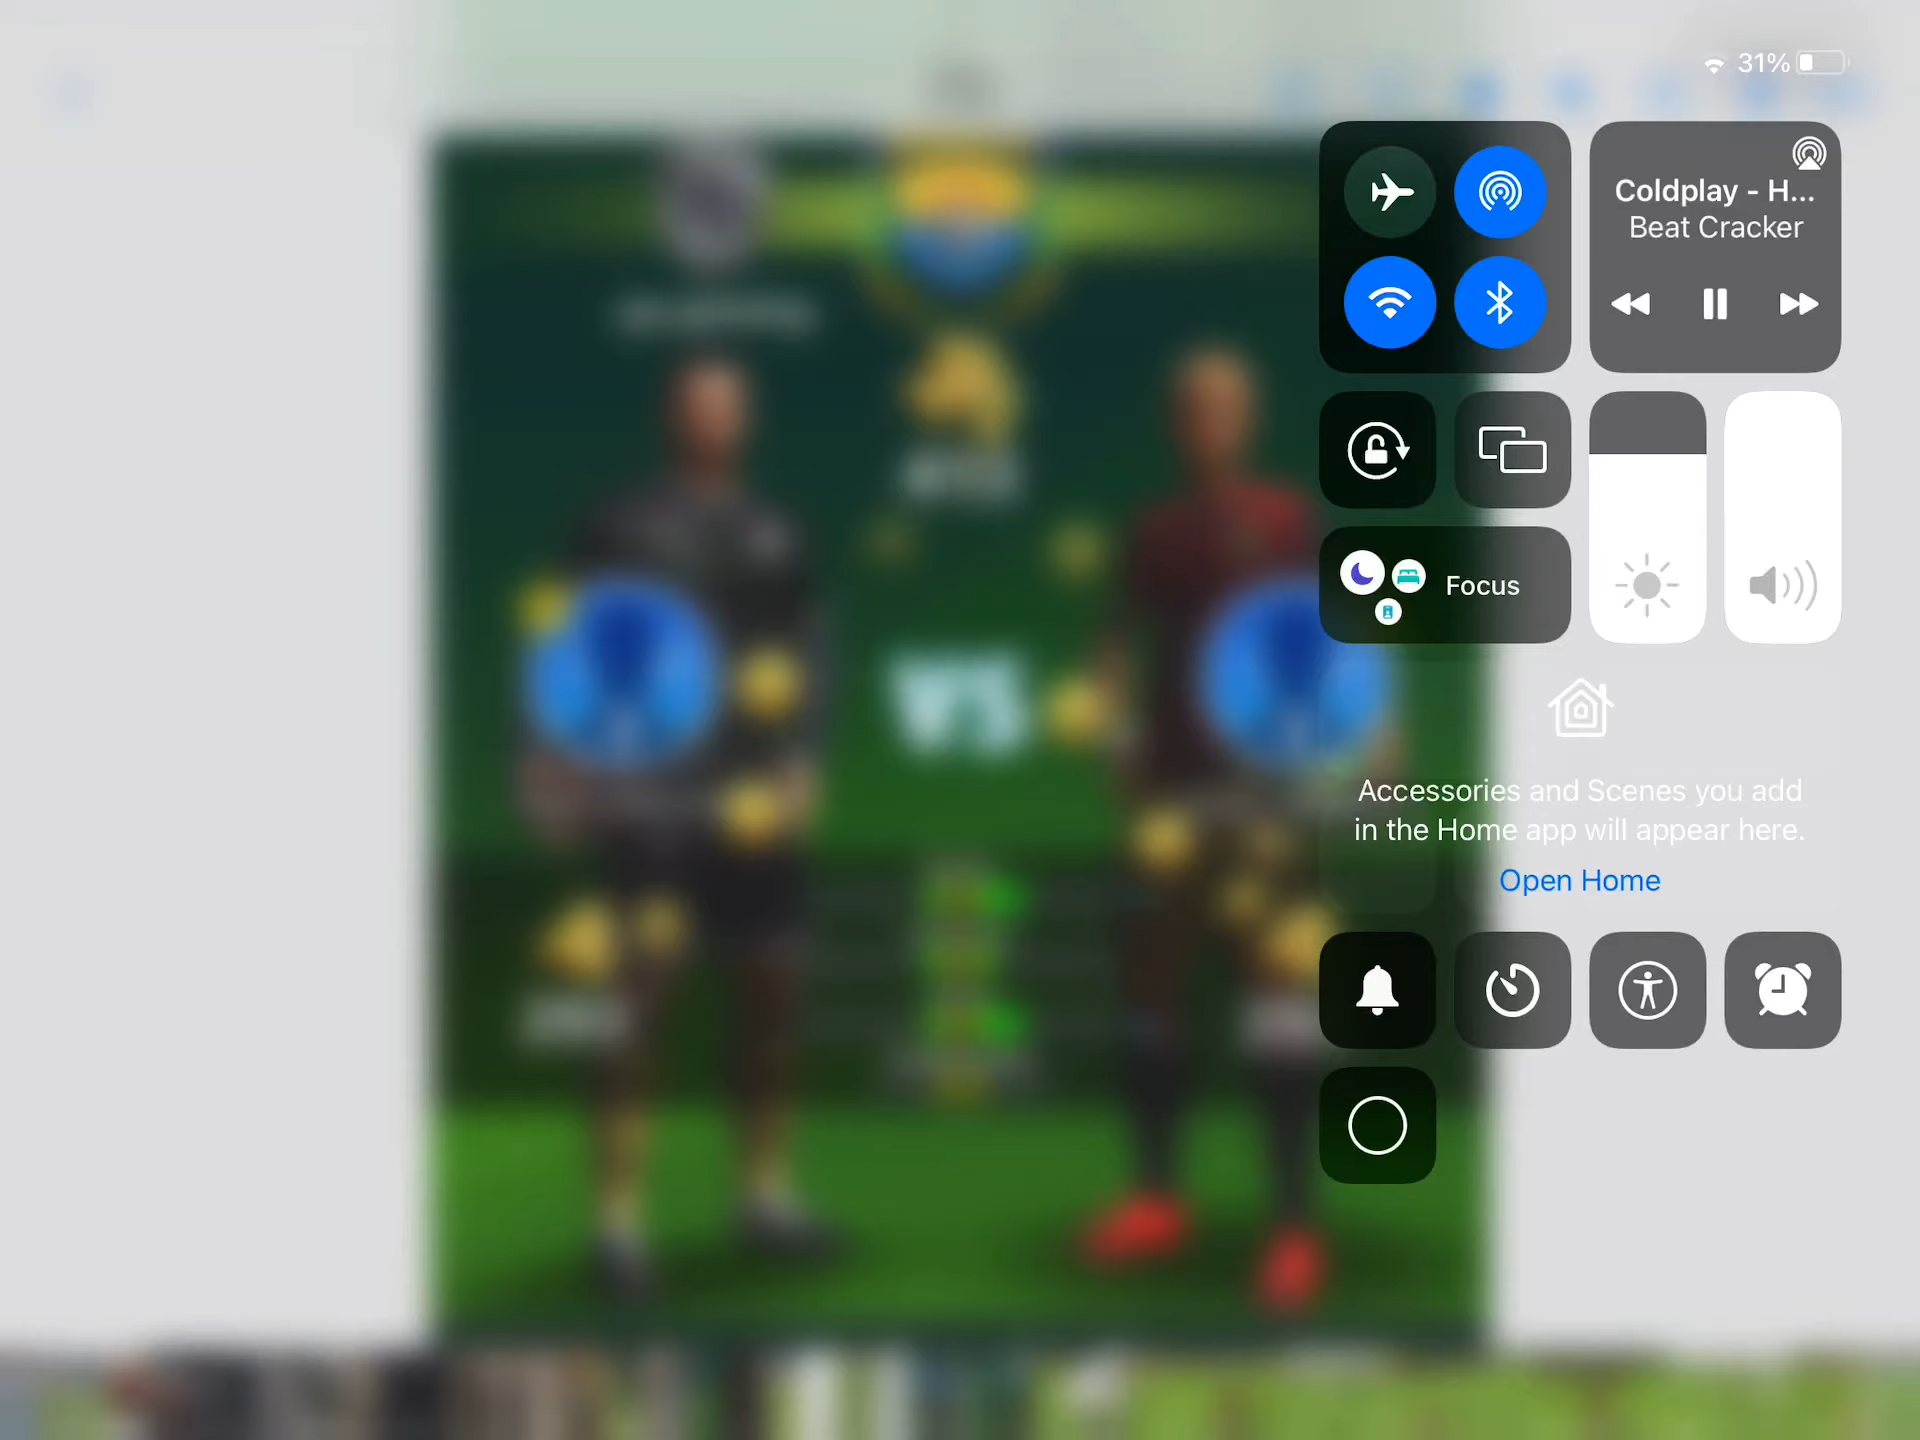 31%
Coldplay - H...
Beat Cracker
Focus
Accessories and Scenes you add
in the Home app will appear here.
Open Home
VS